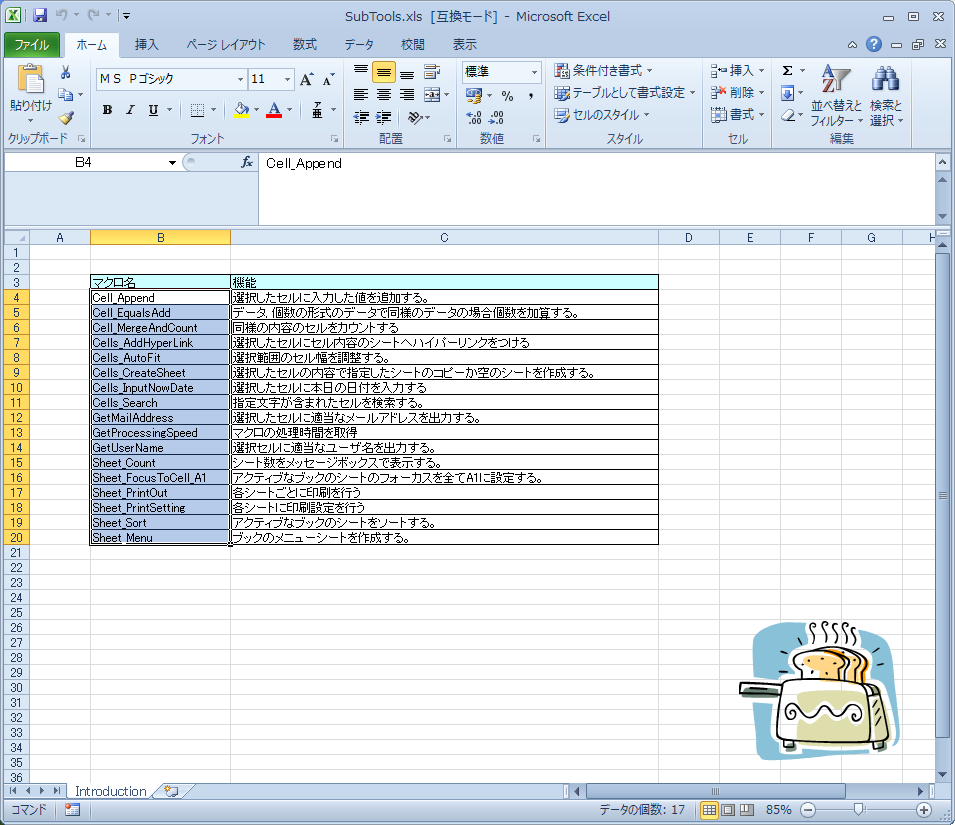 SubTools.xls [互換モード] - Microsoft Excel
ファイル ホーム 挿入 ページ レイアウト 数式 データ 校閲 表示
貼り付け
クリップボード
ＭＳ Ｐゴシック 11
B I U
亜
フォント
配置
標準
% ,
数値
条件付き書式
テーブルとして書式設定
セルのスタイル
スタイル
挿入
削除
書式
セル
Σ
並べ替えと
フィルター
検索と
選択
編集
B4 fx Cell_Append
A B C D E F G H
1
2
3 マクロ名 機能
4 Cell_Append 選択したセルに入力した値を追加する。
5 Cell_EqualsAdd データ, 個数の形式のデータで同様のデータの場合個数を加算する。
6 Cell_MergeAndCount 同様の内容のセルをカウントする
7 Cells_AddHyperLink 選択したセルにセル内容のシートへハイパーリンクをつける
8 Cells_AutoFit 選択範囲のセル幅を調整する。
9 Cells_CreateSheet 選択したセルの内容で指定したシートのコピーか空のシートを作成する。
10 Cells_InputNowDate 選択したセルに本日の日付を入力する
11 Cells_Search 指定文字が含まれたセルを検索する。
12 GetMailAddress 選択したセルに適当なメールアドレスを出力する。
13 GetProcessingSpeed マクロの処理時間を取得
14 GetUserName 選択セルに適当なユーザ名を出力する。
15 Sheet_Count シート数をメッセージボックスで表示する。
16 Sheet_FocusToCell_A1 アクティブなブックのシートのフォーカスを全てA1に設定する。
17 Sheet_PrintOut 各シートごとに印刷を行う
18 Sheet_PrintSetting 各シートに印刷設定を行う
19 Sheet_Sort アクティブなブックのシートをソートする。
20 Sheet_Menu ブックのメニューシートを作成する。
21
22
23
24
25
26
27
28
29
30
31
32
33
34
35
36
Introduction
コマンド データの個数: 17 85%